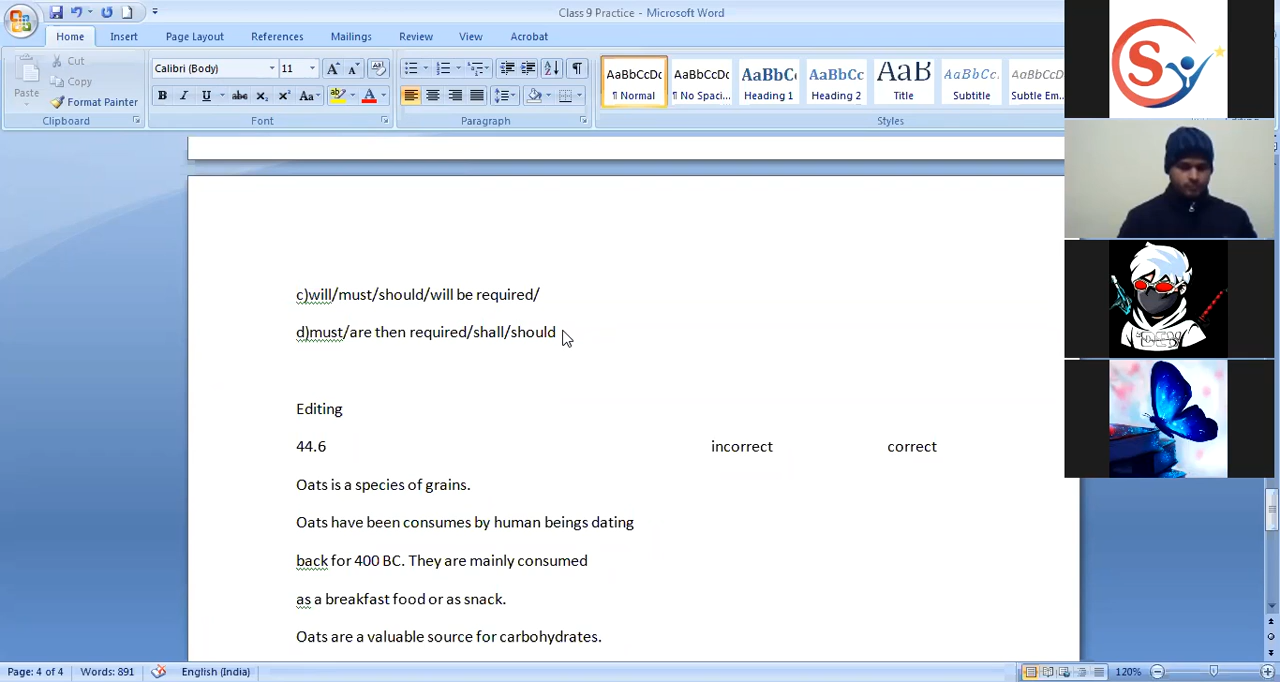 Class 9 Practice - Microsoft Word
Home Insert Page Layout References Mailings Review View Acrobat
Paste
Cut
Copy
Format Painter
Clipboard
Calibri (Body) 11
Font
Paragraph
AaBbCcDc AaBbCcDc AaBbC AaBbCc AaB AaBbCc. AaBbCc.
¶ Normal ¶ No Spaci... Heading 1 Heading 2 Title Subtitle Subtle Em...
Styles
c)will/must/should/will be required/
d)must/are then required/shall/should
Editing
44.6 incorrect correct
Oats is a species of grains.
Oats have been consumes by human beings dating
back for 400 BC. They are mainly consumed
as a breakfast food or as snack.
Oats are a valuable source for carbohydrates.
Page: 4 of 4 Words: 891 English (India) 120%
S